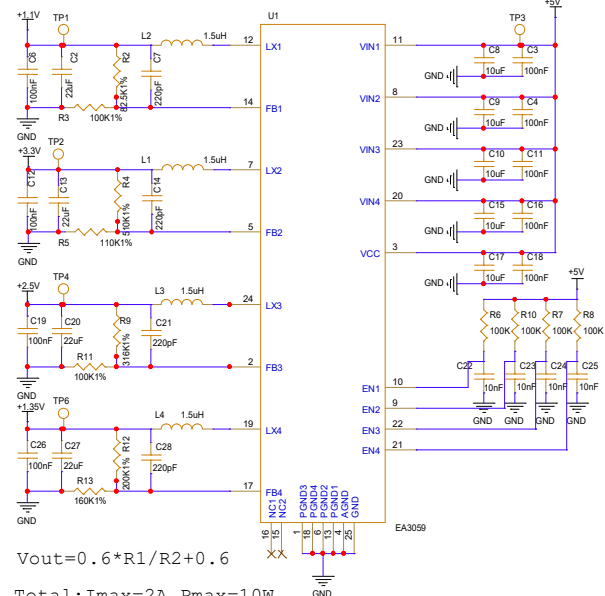 +1.1V
TP1
U1
TP3
+5V
L2
1.5uH
12
LX1
VIN1
11
C6
100nF
C2
22uF
R2
82.5K1%
C7
220pF
C8
10uF
C3
100nF
GND
R3
100K1%
14
FB1
VIN2
8
GND
C9
10uF
C4
100nF
GND
+3.3V
TP2
L1
1.5uH
7
LX2
VIN3
23
C12
100nF
C13
22uF
R4
510K1%
C14
220pF
C10
10uF
C11
100nF
GND
VIN4
20
R5
110K1%
5
FB2
C15
10uF
C16
100nF
GND
GND
VCC
3
C17
10uF
C18
100nF
GND
+2.5V
TP4
L3
1.5uH
24
LX3
+5V
C19
100nF
C20
22uF
R9
316K1%
C21
220pF
R6
100K
R10
100K
R7
100K
R8
100K
R11
100K1%
2
FB3
GND
C22
10nF
C23
10nF
C24
10nF
C25
10nF
EN1
10
EN2
9
GND
GND
GND
GND
EN3
22
EN4
21
+1.35V
TP6
L4
1.5uH
19
LX4
C26
100nF
C27
22uF
R12
200K1%
C28
220pF
R13
160K1%
17
FB4
GND
NC1
NC2
PGND3
PGND4
PGND2
PGND1
AGND
GND
16
15
1
18
6
13
4
25
EA3059
GND
Vout=0.6*R1/R2+0.6
Total:Imax=2A Pmax=10W